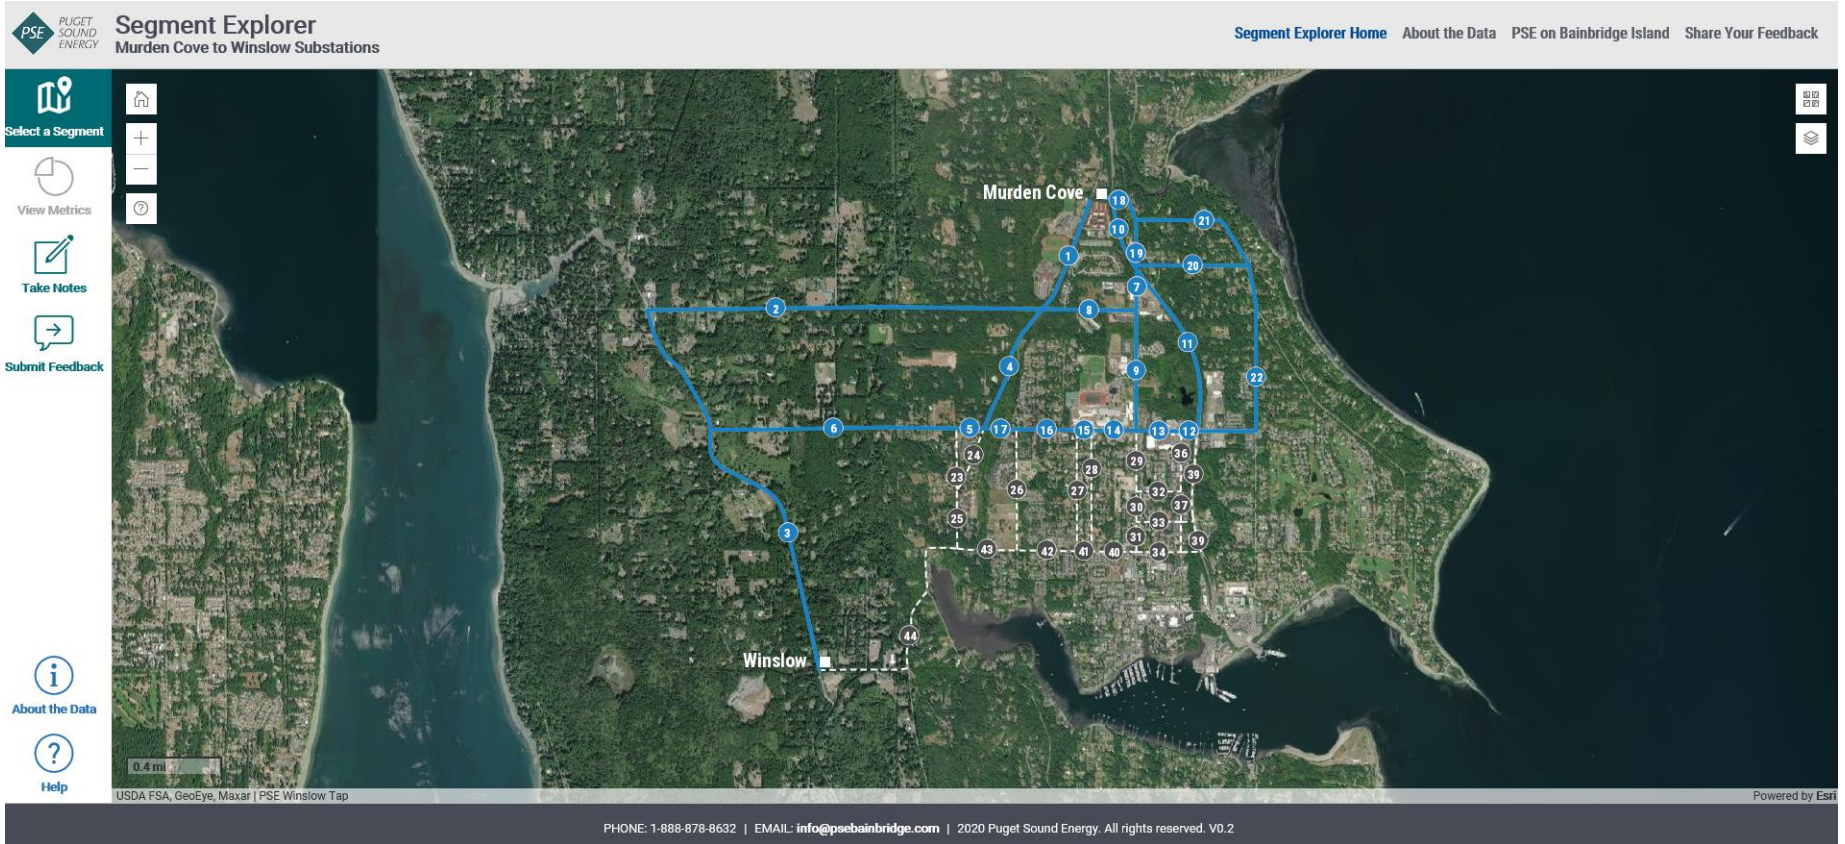 PSE
PUGET
SOUND
ENERGY
Segment Explorer
Murden Cove to Winslow Substations
Segment Explorer Home About the Data PSE on Bainbridge Island Share Your Feedback
Select a Segment
View Metrics
Take Notes
Submit Feedback
About the Data
Help
Murden Cove
18
21
10
19
1
20
7
2
8
11
4
9
22
6
5
17
16
15
14
13
12
24
29
36
23
28
39
26
27
32
30
37
25
33
31
43
42
41
40
34
39
3
44
Winslow
0.4 mi
USDA FSA, GeoEye, Maxar | PSE Winslow Tap
Powered by Esri
PHONE: 1-888-878-8632 | EMAIL: info@psebainbridge.com | 2020 Puget Sound Energy. All rights reserved. V0.2